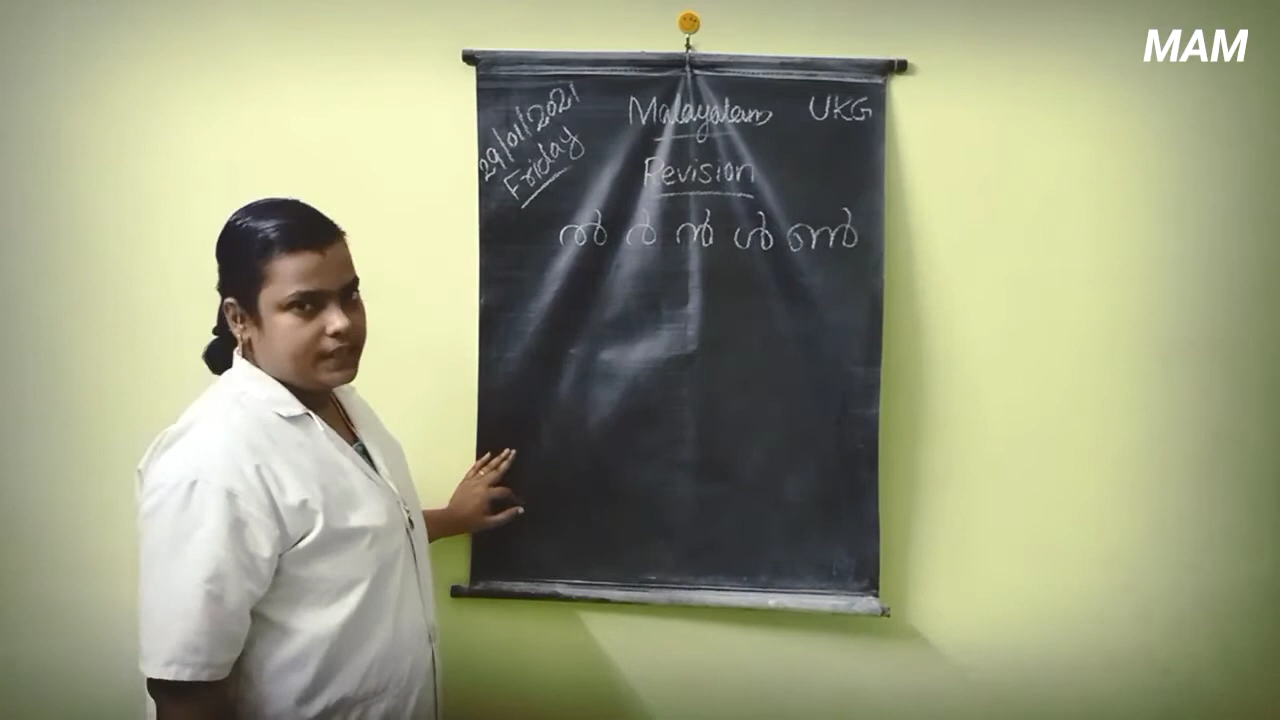 MAM
29/01/2021
Friday
Malayalam UKG
Revision
ൽ ർ ൻ ൾ ൺ